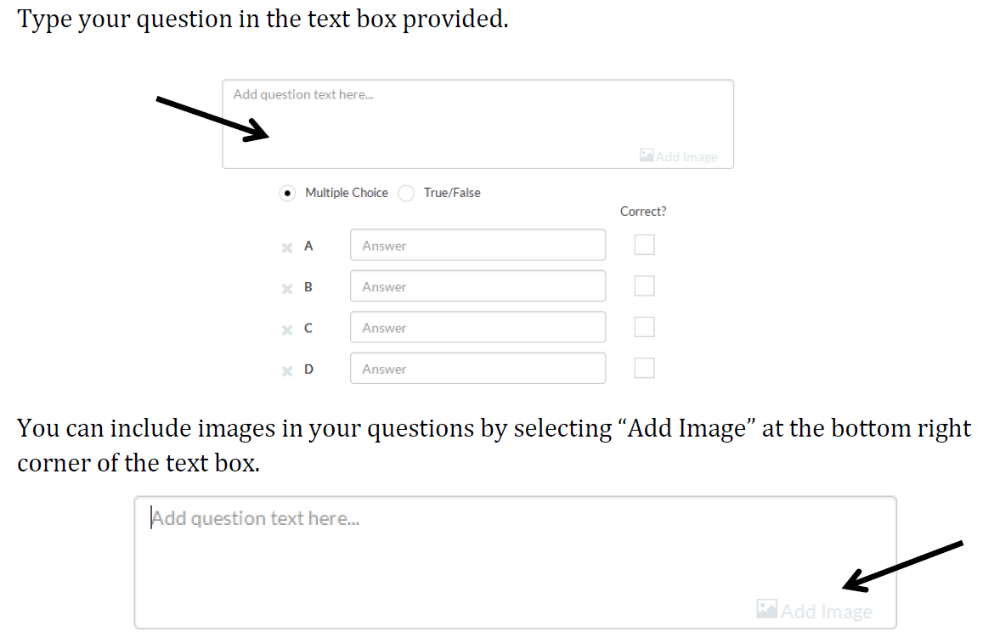 Type your question in the text box provided.
Add question text here...
Add Image
Multiple Choice True/False
Correct?
A Answer
B Answer
C Answer
D Answer
You can include images in your questions by selecting “Add Image” at the bottom right
corner of the text box.
Add question text here...
Add Image